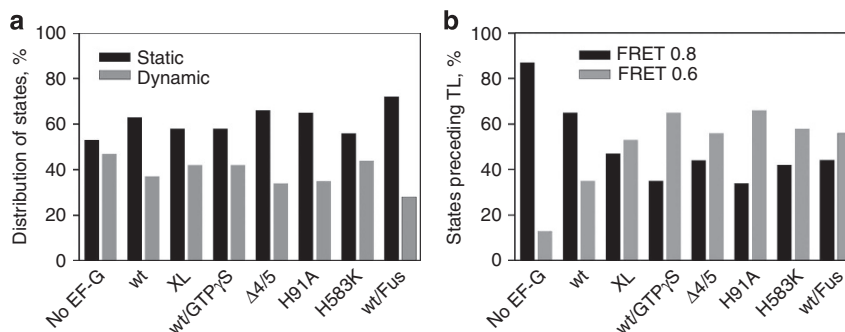 a
100
80
60
40
20
0
Distribution of states, %
Static
Dynamic
No EF-G
wt
XL
wt/GTPγS
Δ4/5
H91A
H583K
wt/Fus
b
100
80
60
40
20
0
States preceding TL, %
FRET 0.8
FRET 0.6
No EF-G
wt
XL
wt/GTPγS
Δ4/5
H91A
H583K
wt/Fus